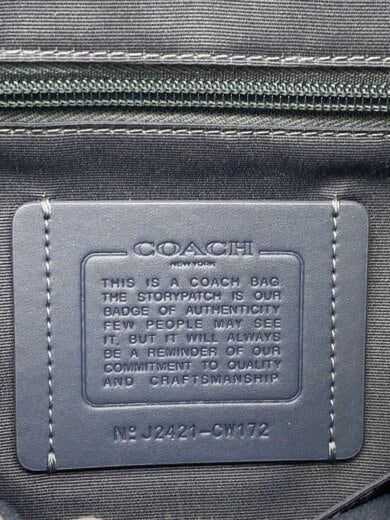 COACH
NEW YORK
THIS IS A COACH BAG.
THE STORYPATCH IS OUR
BADGE OF AUTHENTICITY
FEW PEOPLE MAY SEE
IT, BUT IT WILL ALWAYS
BE A REMINDER OF OUR
COMMITMENT TO QUALITY
AND CRAFTSMANSHIP
Nº J2421-CW172